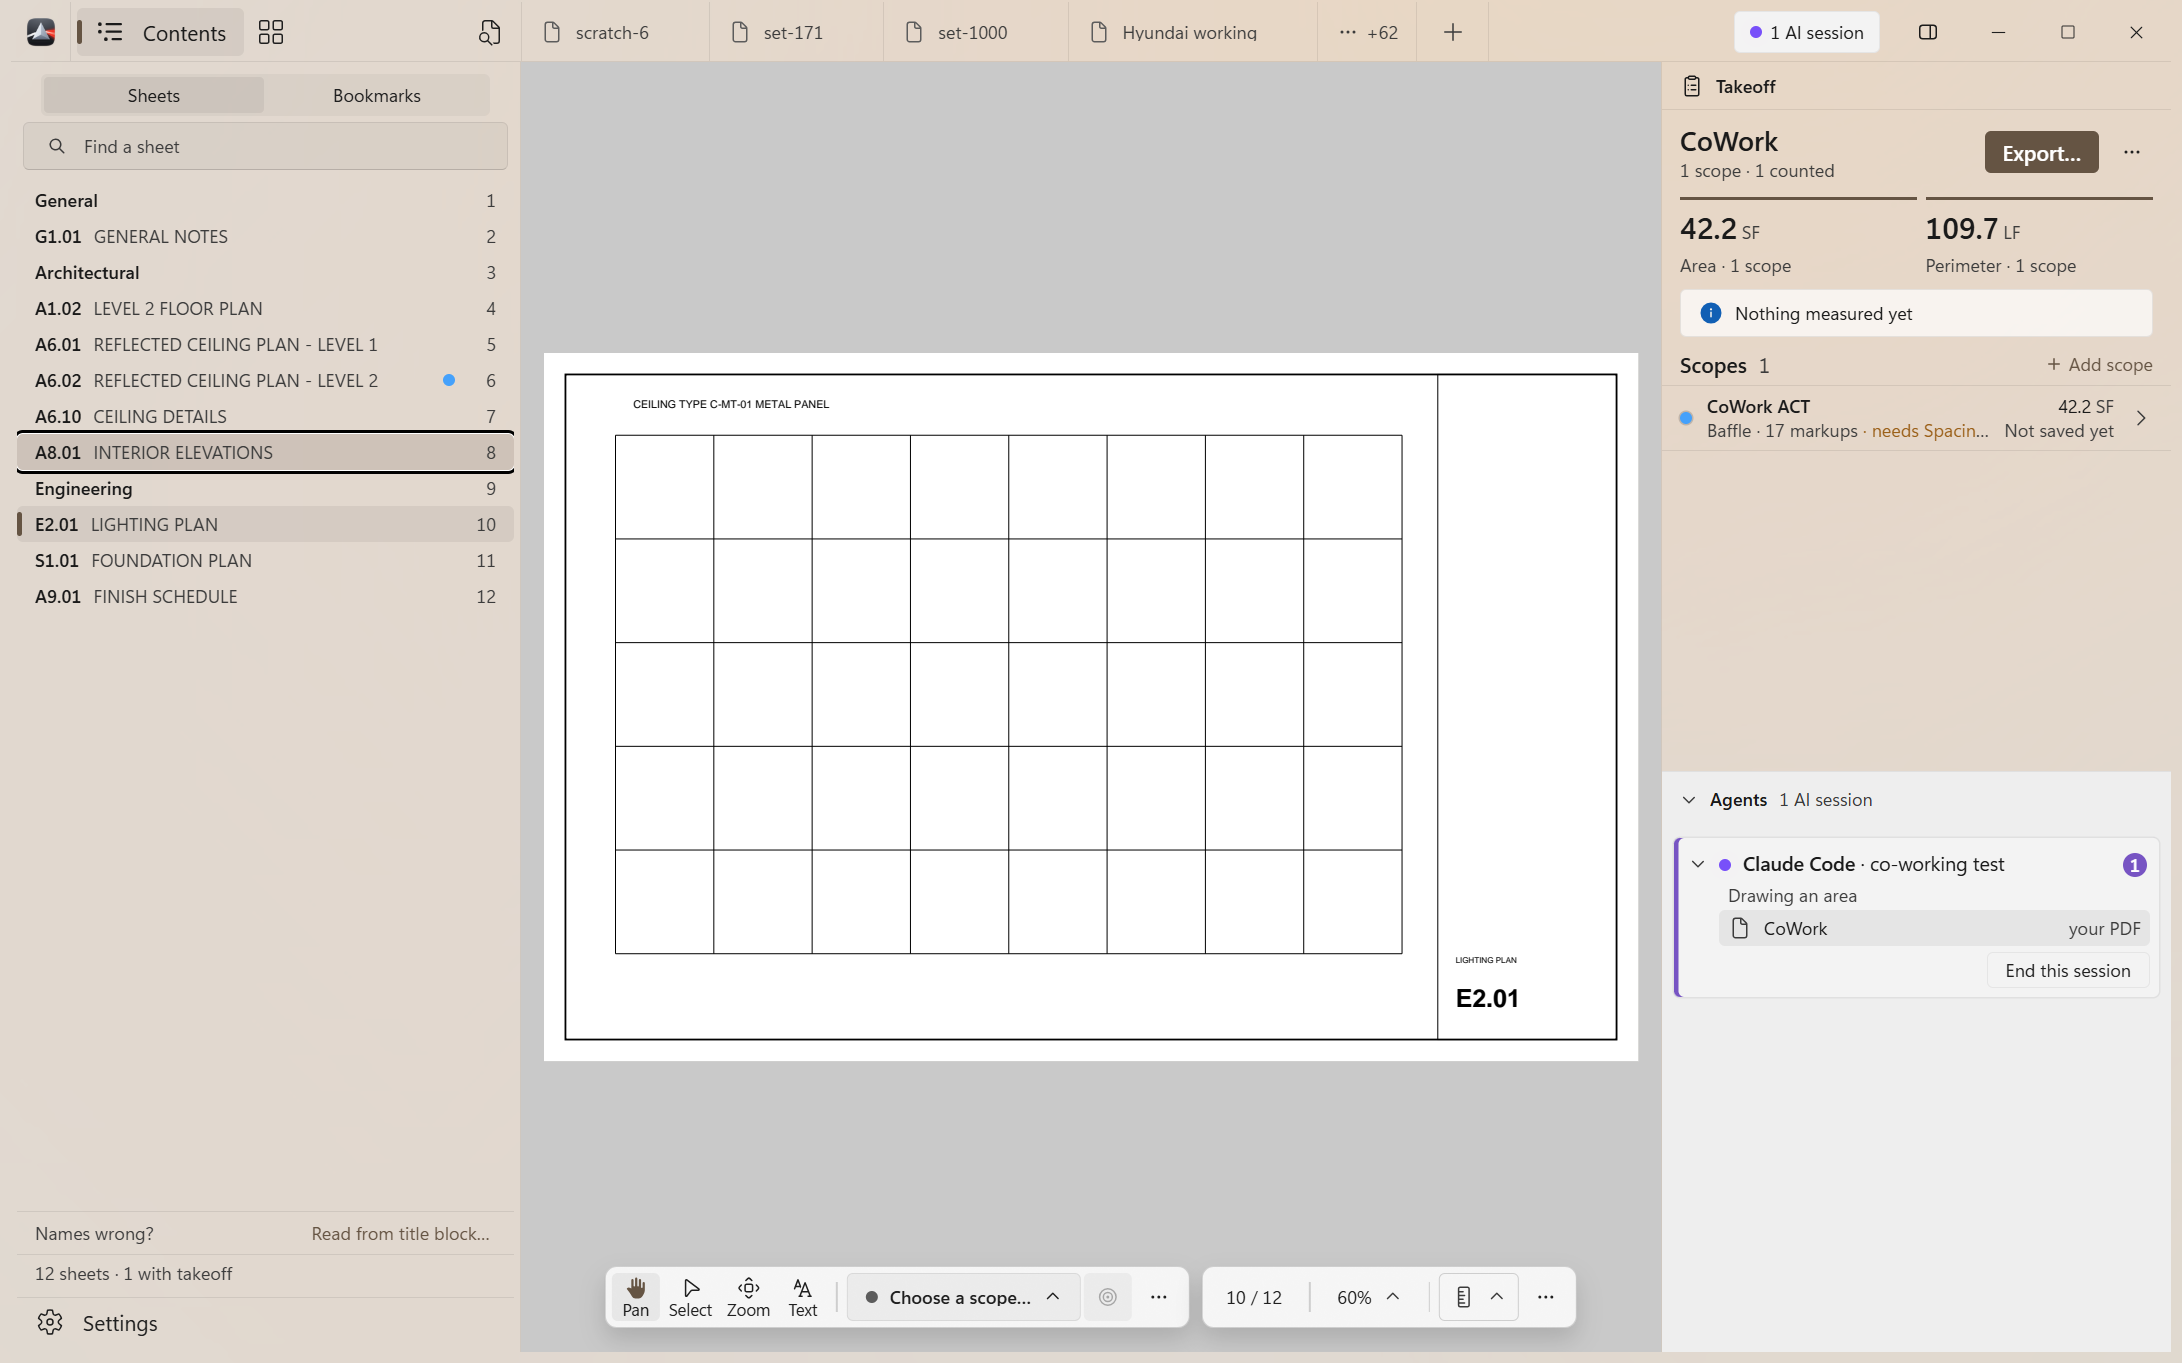 Contents
scratch-6
set-171
set-1000
Hyundai working
+62
1 AI session
Sheets
Bookmarks
Find a sheet
General 1
G1.01 GENERAL NOTES 2
Architectural 3
A1.02 LEVEL 2 FLOOR PLAN 4
A6.01 REFLECTED CEILING PLAN - LEVEL 1 5
A6.02 REFLECTED CEILING PLAN - LEVEL 2 6
A6.10 CEILING DETAILS 7
A8.01 INTERIOR ELEVATIONS 8
Engineering 9
E2.01 LIGHTING PLAN 10
S1.01 FOUNDATION PLAN 11
A9.01 FINISH SCHEDULE 12
Names wrong? Read from title block...
12 sheets · 1 with takeoff
Settings
CEILING TYPE C-MT-01 METAL PANEL
LIGHTING PLAN
E2.01
Pan
Select
Zoom
Text
Choose a scope...
10 / 12
60%
Takeoff
CoWork
1 scope · 1 counted
Export...
42.2 SF
Area · 1 scope
109.7 LF
Perimeter · 1 scope
Nothing measured yet
Scopes 1
+ Add scope
CoWork ACT 42.2 SF
Baffle · 17 markups · needs Spacin... Not saved yet
Agents 1 AI session
Claude Code · co-working test 1
Drawing an area
CoWork your PDF
End this session